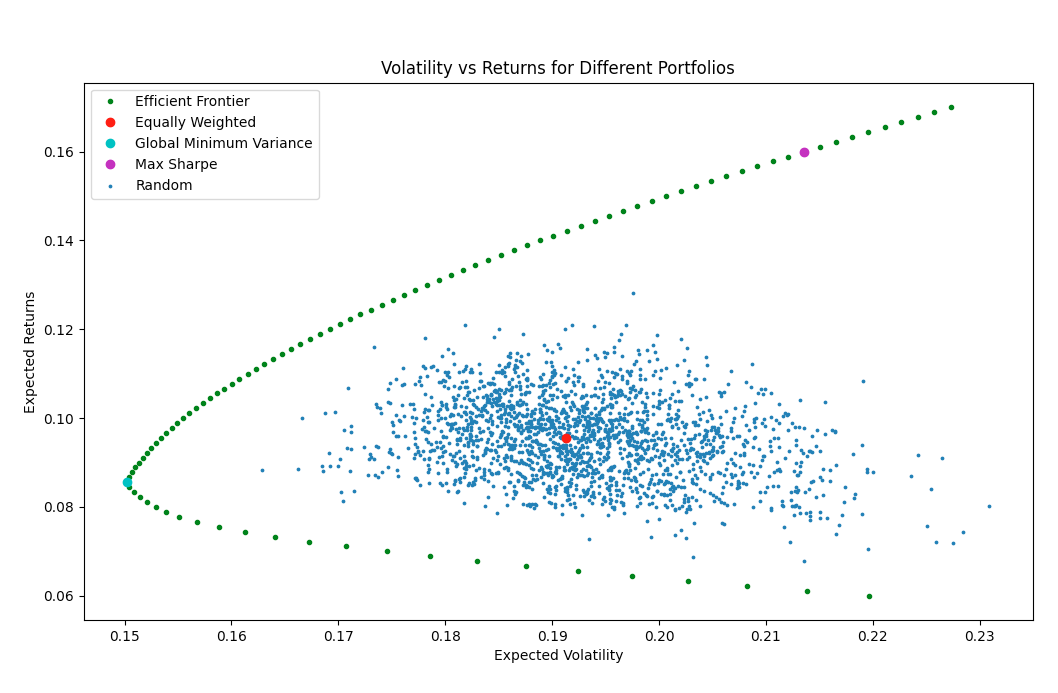 Volatility vs Returns for Different Portfolios
Efficient Frontier
Equally Weighted
Global Minimum Variance
Max Sharpe
Random
Expected Returns
0.16
0.14
0.12
0.10
0.08
0.06
0.15 0.16 0.17 0.18 0.19 0.20 0.21 0.22 0.23
Expected Volatility